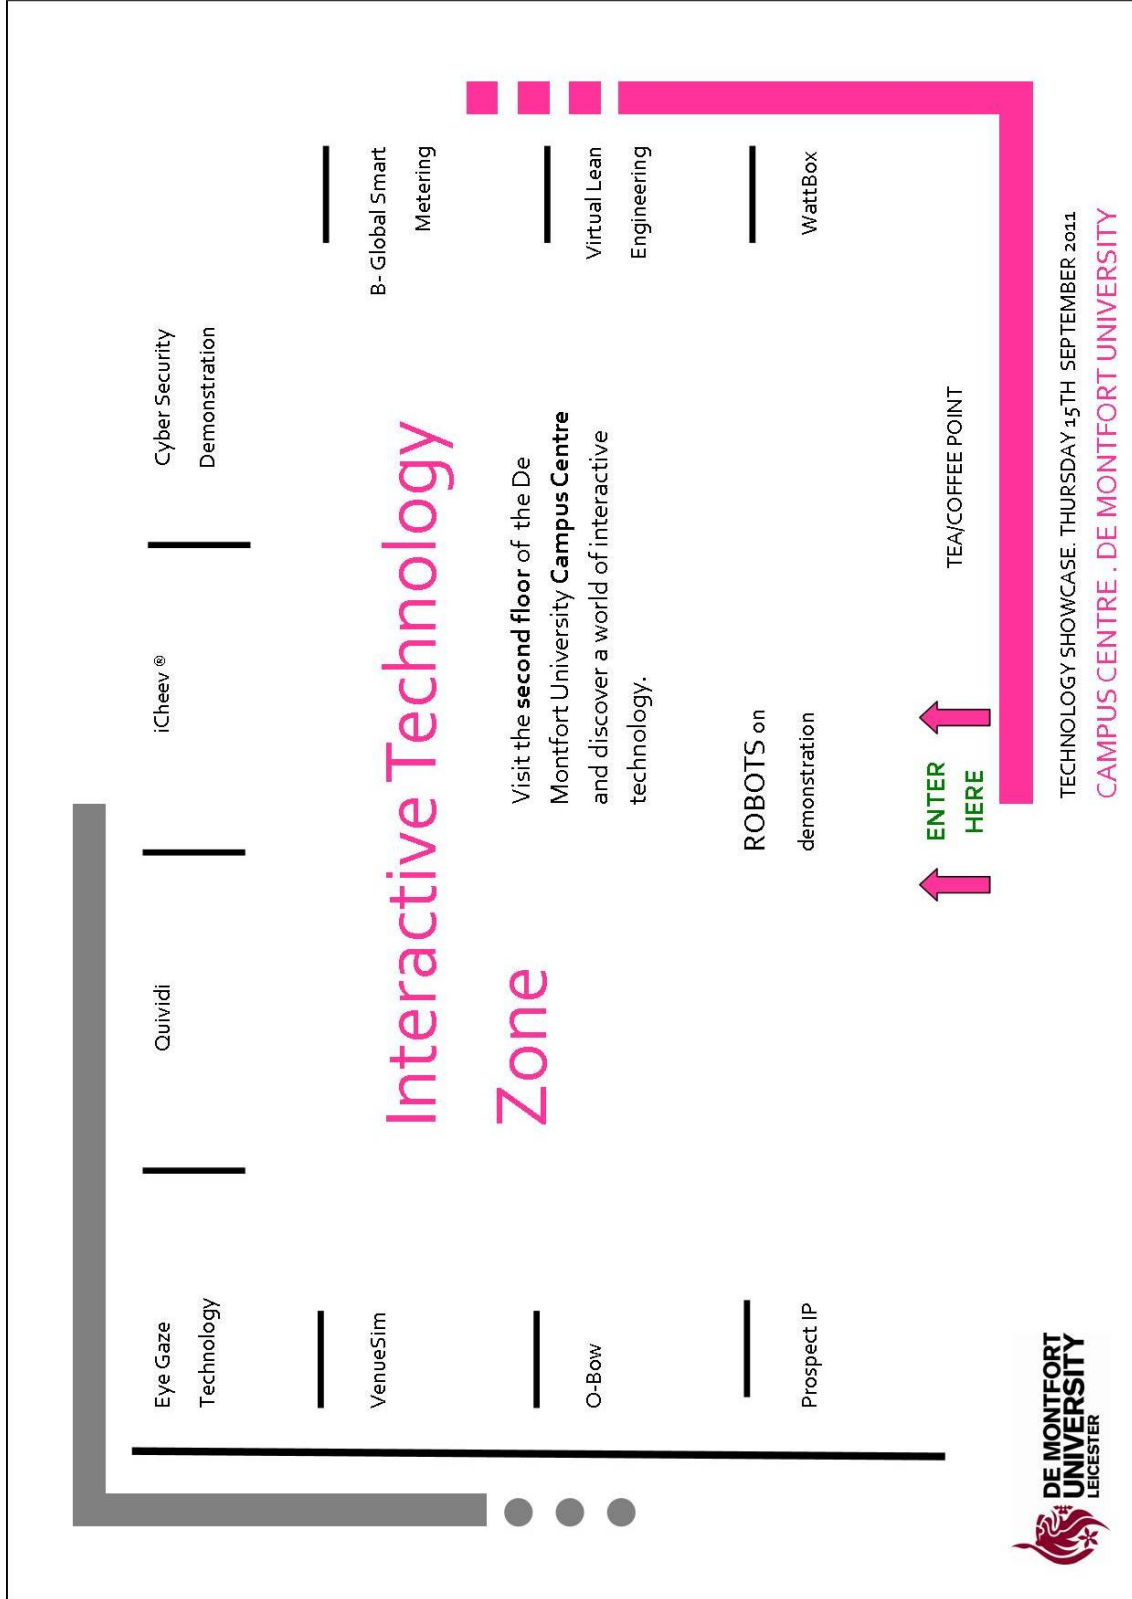 Eye Gaze
Technology
Quividi
iCheev ®
Cyber Security
Demonstration
VenueSim
B- Global Smart
Metering
Interactive Technology
Zone
Visit the second floor of the De
Montfort University Campus Centre
and discover a world of interactive
technology.
O-Bow
Virtual Lean
Engineering
ROBOTS on
demonstration
Prospect IP
WattBox
ENTER
HERE
TEA/COFFEE POINT
TECHNOLOGY SHOWCASE. THURSDAY 15TH SEPTEMBER 2011
CAMPUS CENTRE . DE MONTFORT UNIVERSITY
DE MONTFORT
UNIVERSITY
LEICESTER